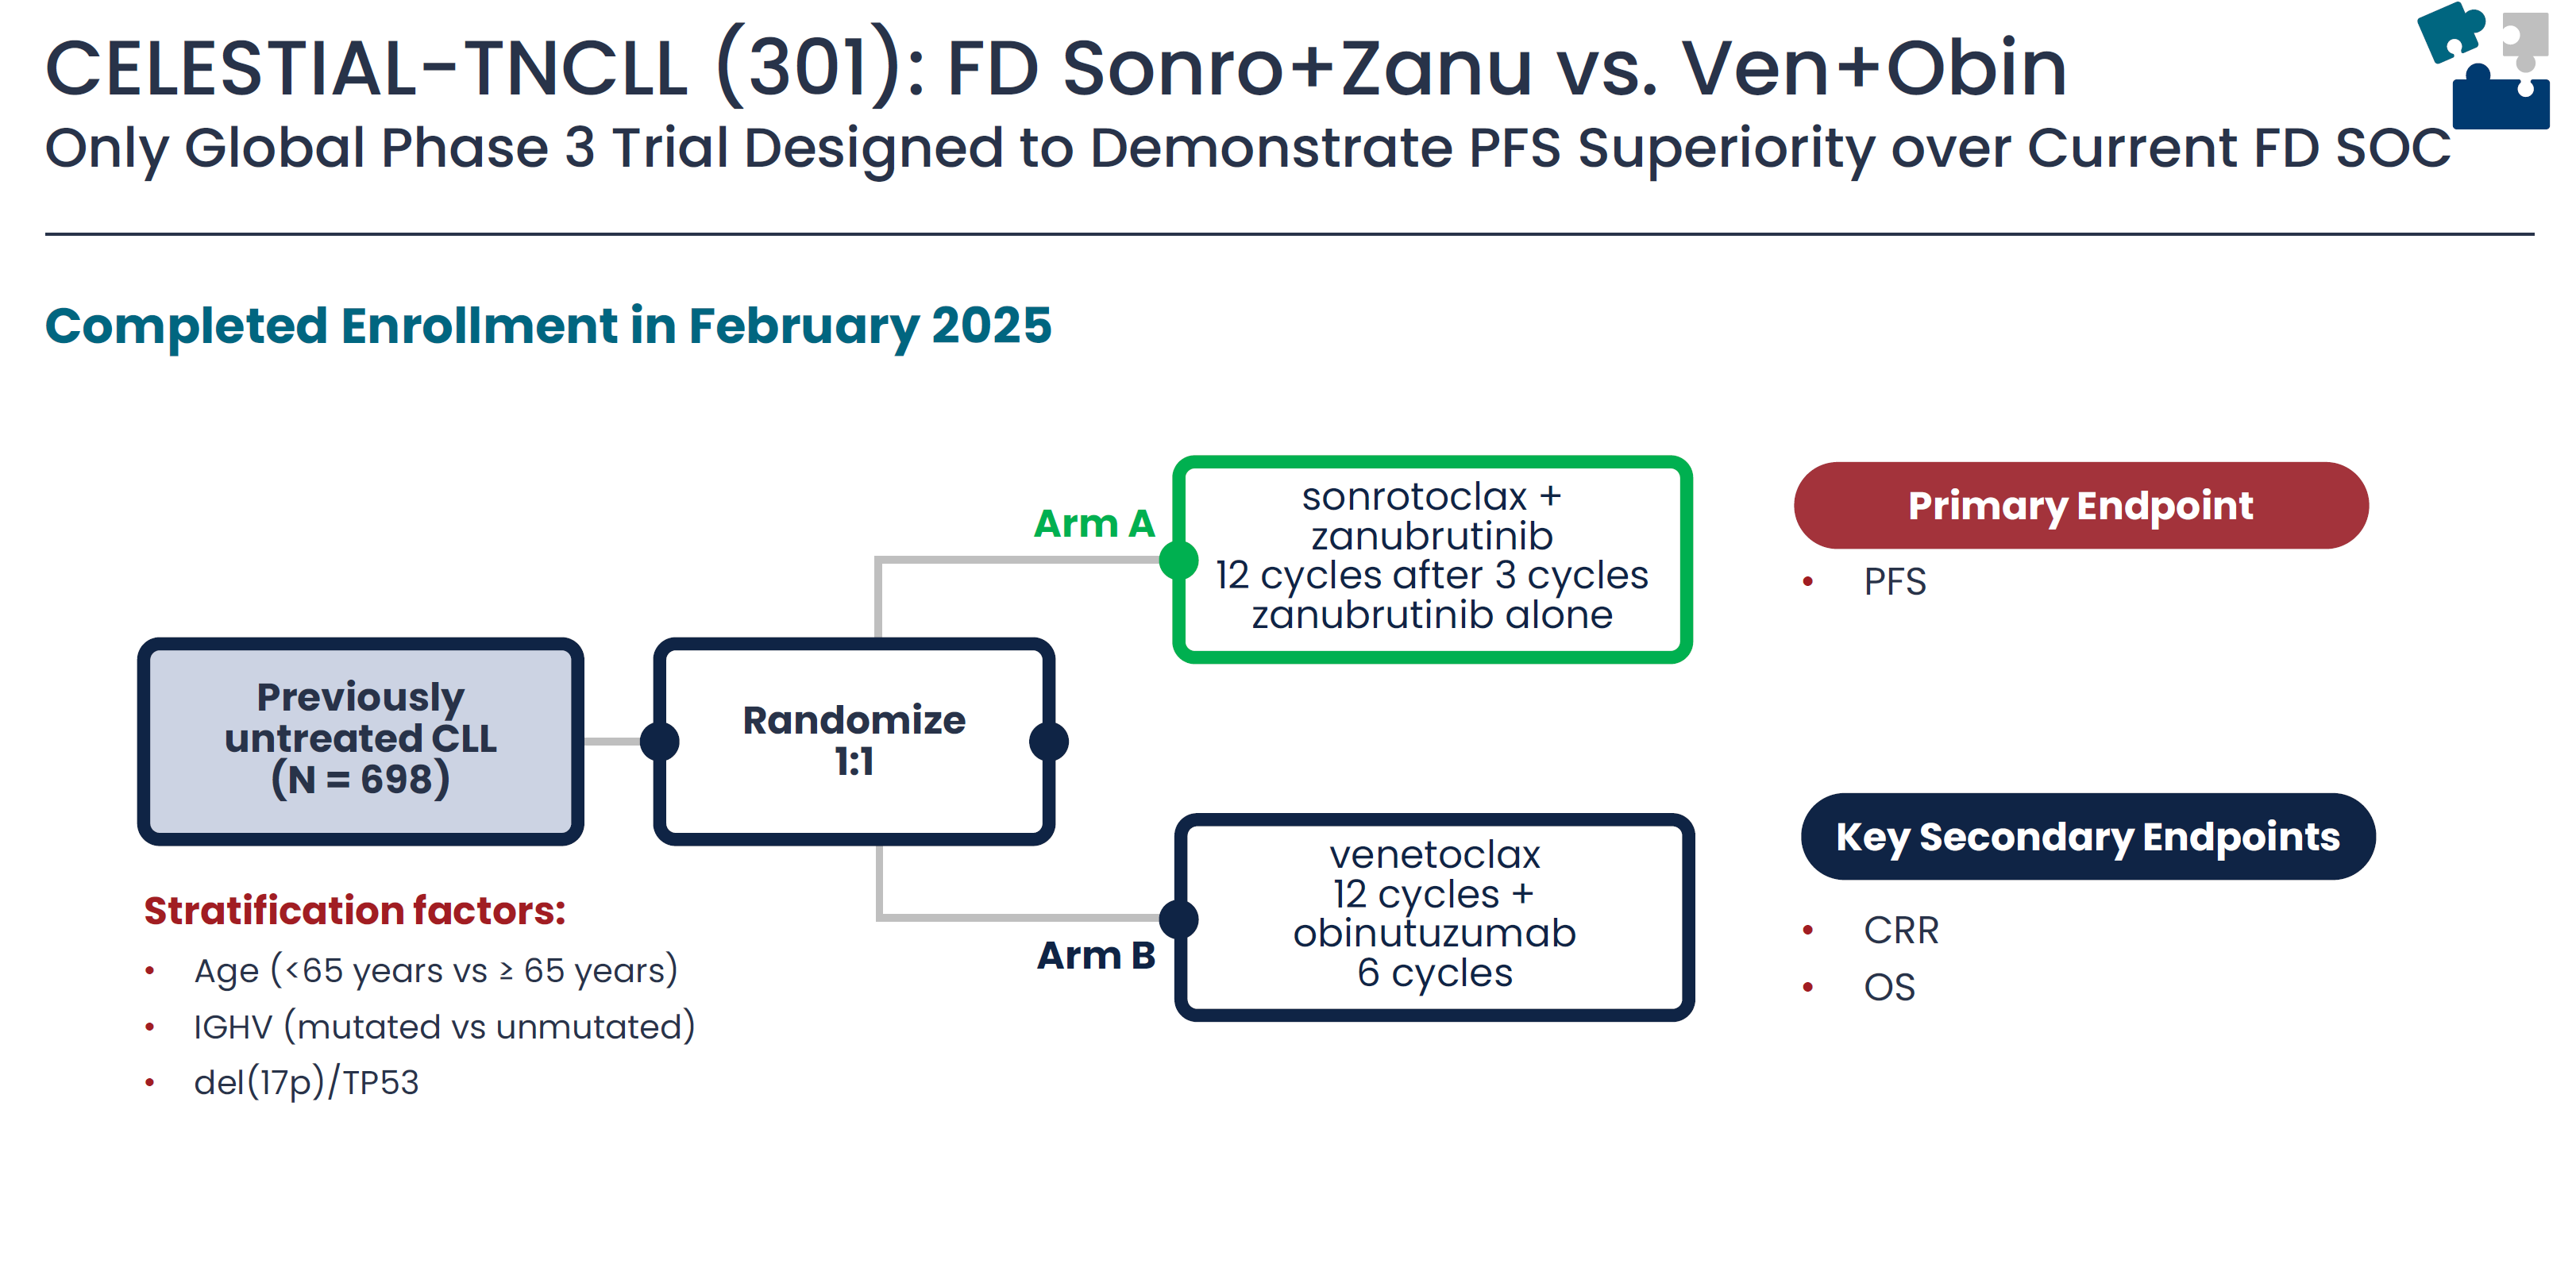 CELESTIAL-TNCLL (301): FD Sonro+Zanu vs. Ven+Obin
Only Global Phase 3 Trial Designed to Demonstrate PFS Superiority over Current FD SOC
Completed Enrollment in February 2025
Previously
untreated CLL
(N = 698)
Randomize
1:1
Arm A
sonrotoclax +
zanubrutinib
12 cycles after 3 cycles
zanubrutinib alone
Arm B
venetoclax
12 cycles +
obinutuzumab
6 cycles
Stratification factors:
• Age (<65 years vs ≥ 65 years)
• IGHV (mutated vs unmutated)
• del(17p)/TP53
Primary Endpoint
• PFS
Key Secondary Endpoints
• CRR
• OS